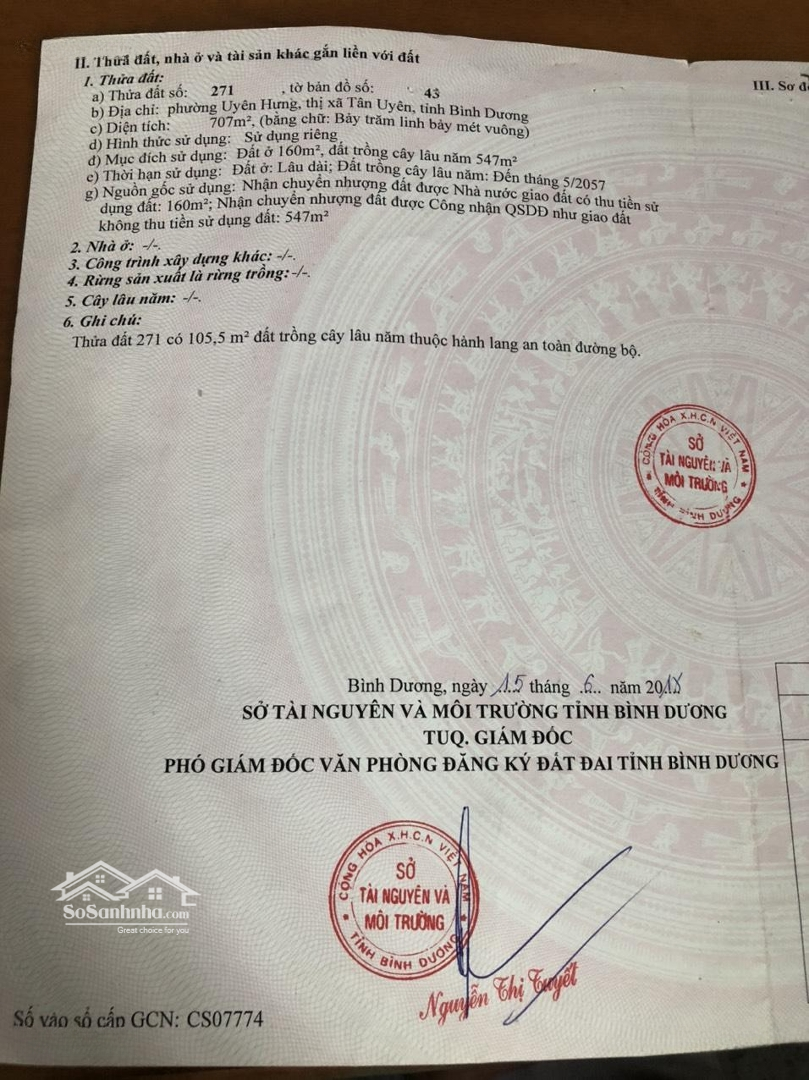 II. Thửa đất, nhà ở và tài sản khác gắn liền với đất
III. Sơ đ
1. Thửa đất:
a) Thửa đất số: 271 , tờ bản đồ số: 43
b) Địa chỉ: phường Uyên Hưng, thị xã Tân Uyên, tỉnh Bình Dương
c) Diện tích: 707m², (bằng chữ: Bảy trăm linh bảy mét vuông)
d) Hình thức sử dụng: Sử dụng riêng
đ) Mục đích sử dụng: Đất ở 160m², đất trồng cây lâu năm 547m²
e) Thời hạn sử dụng: Đất ở: Lâu dài; Đất trồng cây lâu năm: Đến tháng 5/2057
g) Nguồn gốc sử dụng: Nhận chuyển nhượng đất được Nhà nước giao đất có thu tiền sử
dụng đất: 160m²; Nhận chuyển nhượng đất được Công nhận QSDĐ như giao đất
không thu tiền sử dụng đất: 547m²
2. Nhà ở: -/-.
3. Công trình xây dựng khác: -/-.
4. Rừng sản xuất là rừng trồng: -/-.
5. Cây lâu năm: -/-.
6. Ghi chú:
Thửa đất 271 có 105,5 m² đất trồng cây lâu năm thuộc hành lang an toàn đường bộ.
CỘNG HÒA X.H.C.N VIỆT NAM
SỞ
TÀI NGUYÊN VÀ
MÔI TRƯỜNG
TỈNH BÌNH DƯƠNG
Bình Dương, ngày 15 tháng .6.. năm 2018
SỞ TÀI NGUYÊN VÀ MÔI TRƯỜNG TỈNH BÌNH DƯƠNG
TUQ. GIÁM ĐỐC
PHÓ GIÁM ĐỐC VĂN PHÒNG ĐĂNG KÝ ĐẤT ĐAI TỈNH BÌNH DƯƠNG
CỘNG HÒA X.H.C.N VIỆT NAM
SỞ
TÀI NGUYÊN VÀ
MÔI TRƯỜNG
TỈNH BÌNH DƯƠNG
SoSanhnha.com
Great choice for you
Nguyễn Thị Tuyết
Số vào sổ cấp GCN: CS07774